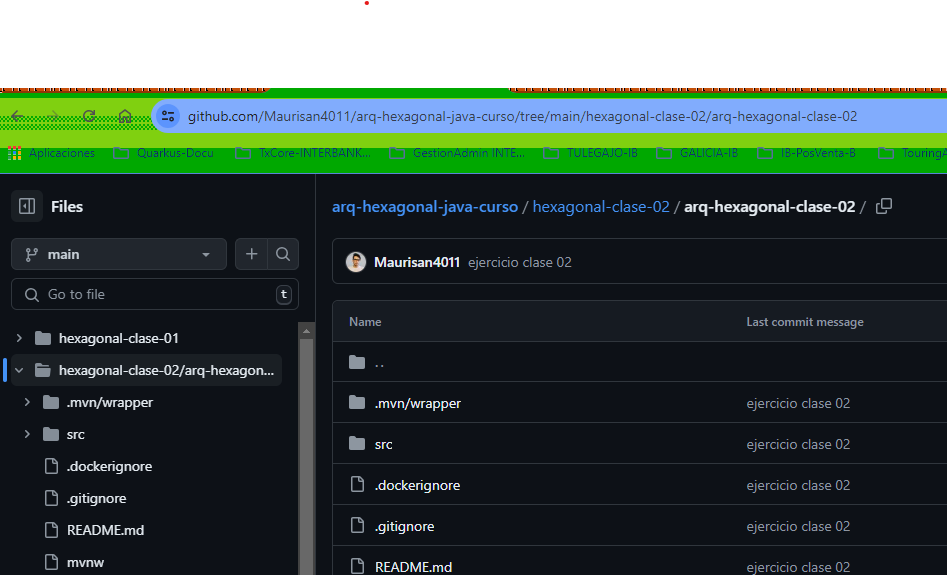 github.com/Maurisan4011/arq-hexagonal-java-curso/tree/main/hexagonal-clase-02/arq-hexagonal-clase-02
Aplicaciones Quarkus-Docu TxCore-INTERBANK... GestionAdmin INTE... TULEGAJO-IB GALICIA-IB IB-PosVenta-B TouringA
Files
main
Go to file t
hexagonal-clase-01
hexagonal-clase-02/arq-hexagon...
.mvn/wrapper
src
.dockerignore
.gitignore
README.md
mvnw
arq-hexagonal-java-curso / hexagonal-clase-02 / arq-hexagonal-clase-02 /
Maurisan4011 ejercicio clase 02
Name Last commit message
..
.mvn/wrapper ejercicio clase 02
src ejercicio clase 02
.dockerignore ejercicio clase 02
.gitignore ejercicio clase 02
README.md ejercicio clase 02